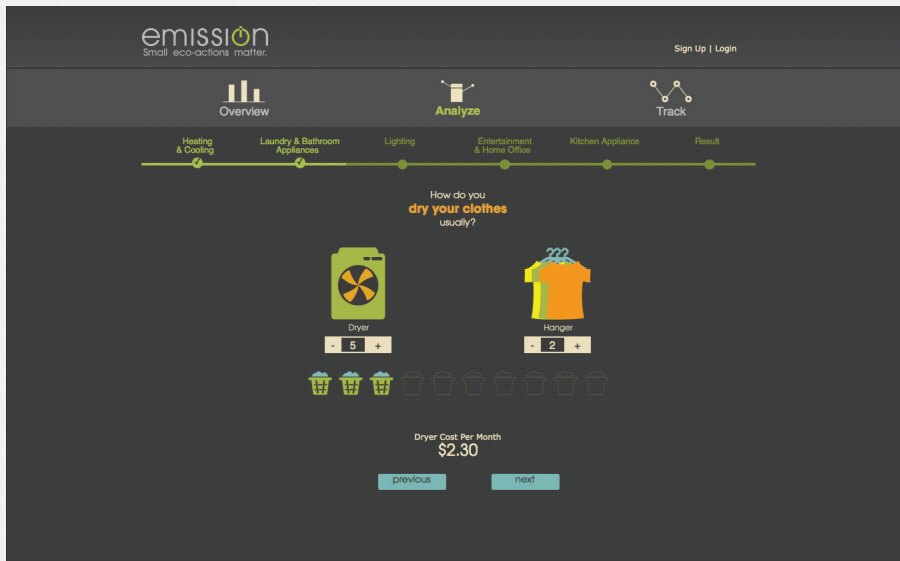 emission
Small eco-actions matter.
Sign Up | Login
Overview
Analyze
Track
Heating
& Cooling
Laundry & Bathroom
Appliances
Lighting
Entertainment
& Home Office
Kitchen Appliance
Result
How do you
dry your clothes
usually?
Dryer
Hanger
- 5 +
- 2 +
Dryer Cost Per Month
$2.30
previous
next